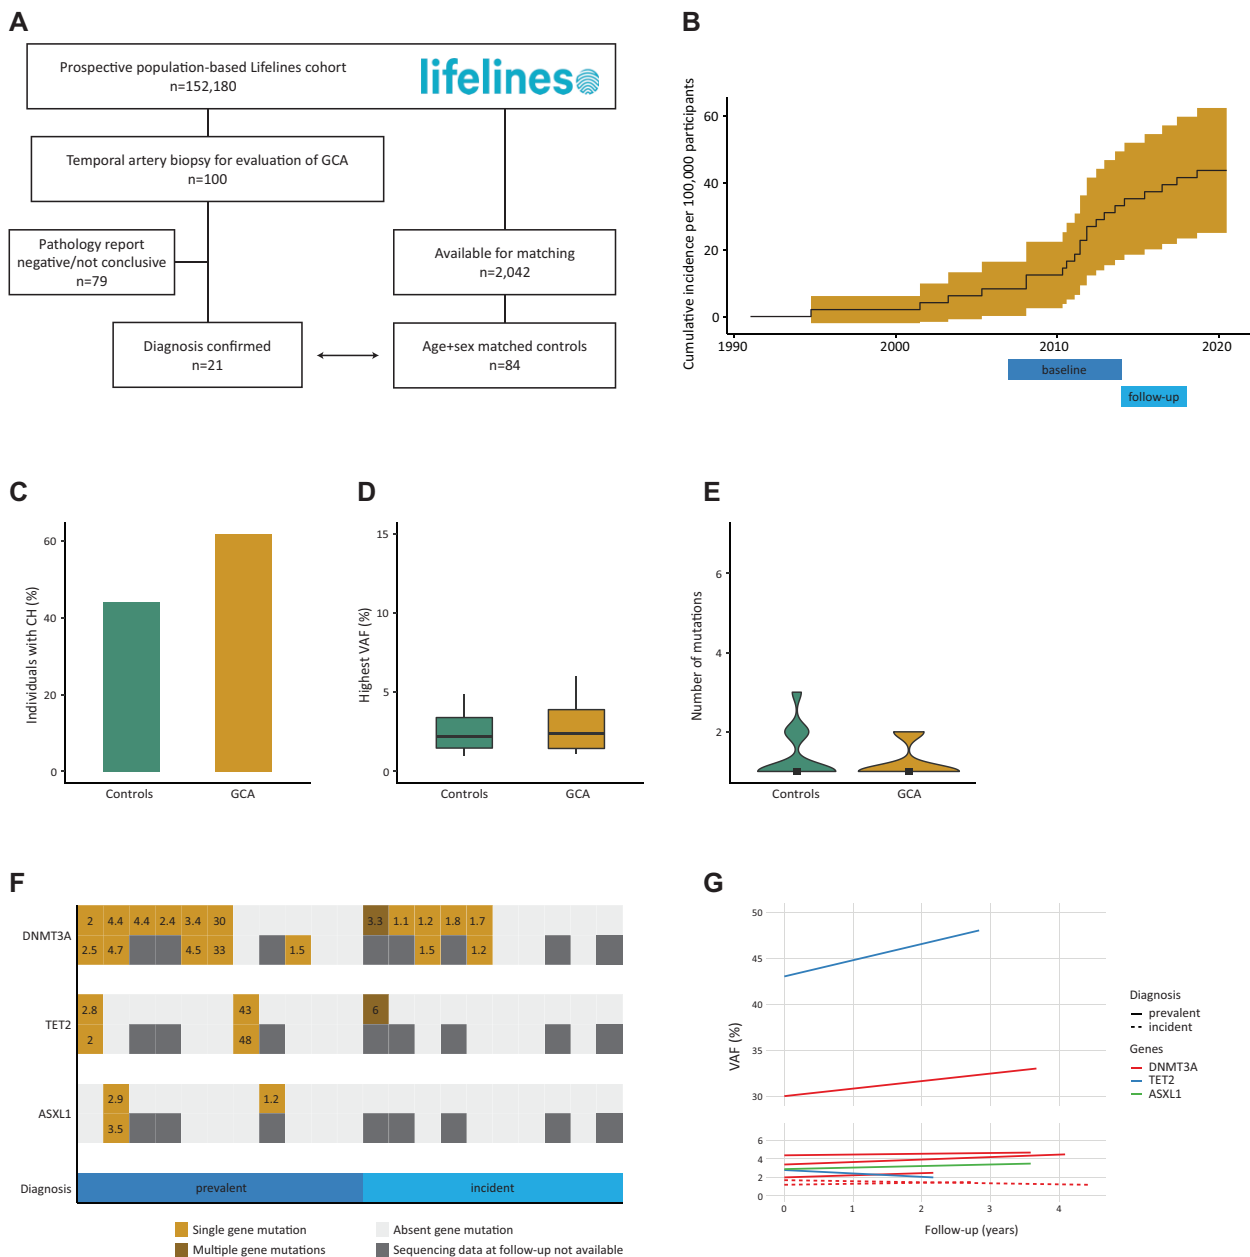 A
Prospective population-based Lifelines cohort
n=152,180
lifelines
Temporal artery biopsy for evaluation of GCA
n=100
Pathology report
negative/not conclusive
n=79
Available for matching
n=2,042
Diagnosis confirmed
n=21
Age+sex matched controls
n=84
B
Cumulative incidence per 100,000 participants
60
40
20
0
1990
2000
2010
2020
baseline
follow-up
C
Individuals with CH (%)
60
40
20
0
Controls
GCA
D
Highest VAF (%)
15
10
5
0
Controls
GCA
E
Number of mutations
6
4
2
Controls
GCA
F
DNMT3A
2 4.4 4.4 2.4 3.4 30 3.3 1.1 1.2 1.8 1.7
2.5 4.7 4.5 33 1.5 1.5 1.2
TET2
2.8 43 6
2 48
ASXL1
2.9 1.2
3.5
Diagnosis
prevalent
incident
Single gene mutation
Multiple gene mutations
Absent gene mutation
Sequencing data at follow-up not available
G
VAF (%)
50
45
40
35
30
6
4
2
0
0
1
2
3
4
Follow-up (years)
Diagnosis
prevalent
incident
Genes
DNMT3A
TET2
ASXL1